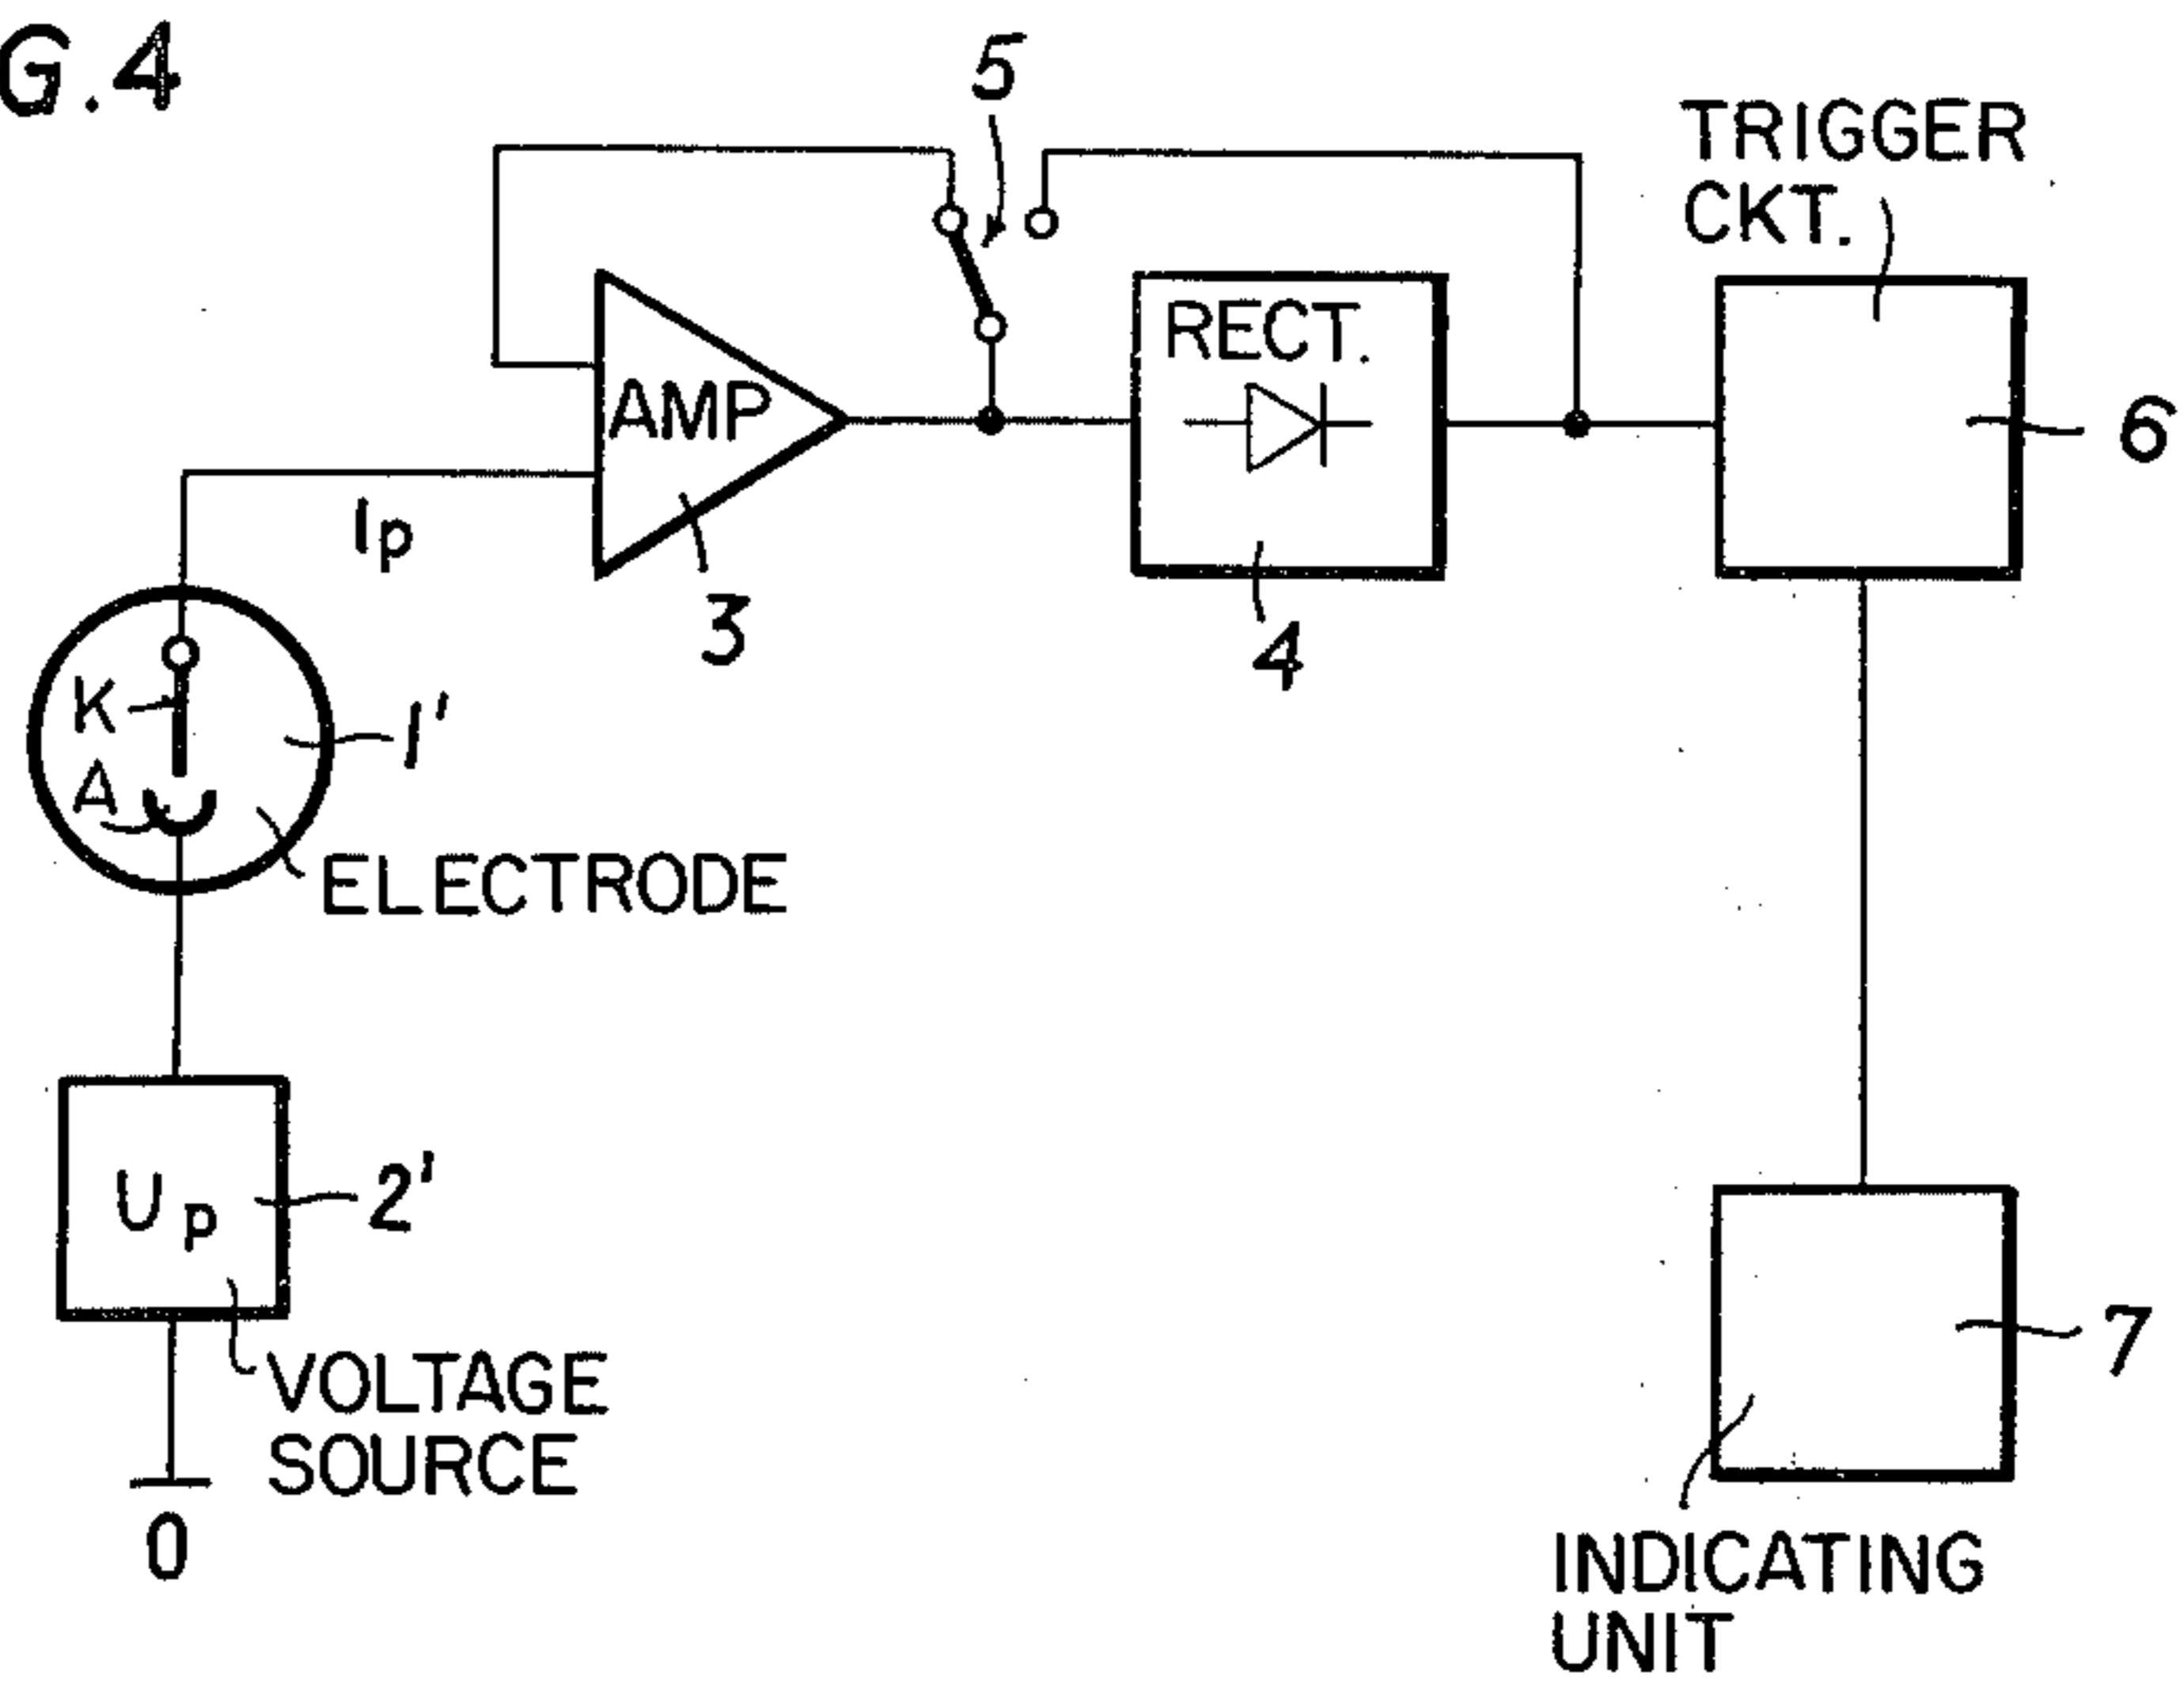 G.4
5
TRIGGER
CKT.
RECT.
AMP
6
Ip
3
4
K
1'
A
ELECTRODE
Up
2'
7
VOLTAGE
SOURCE
0
INDICATING
UNIT